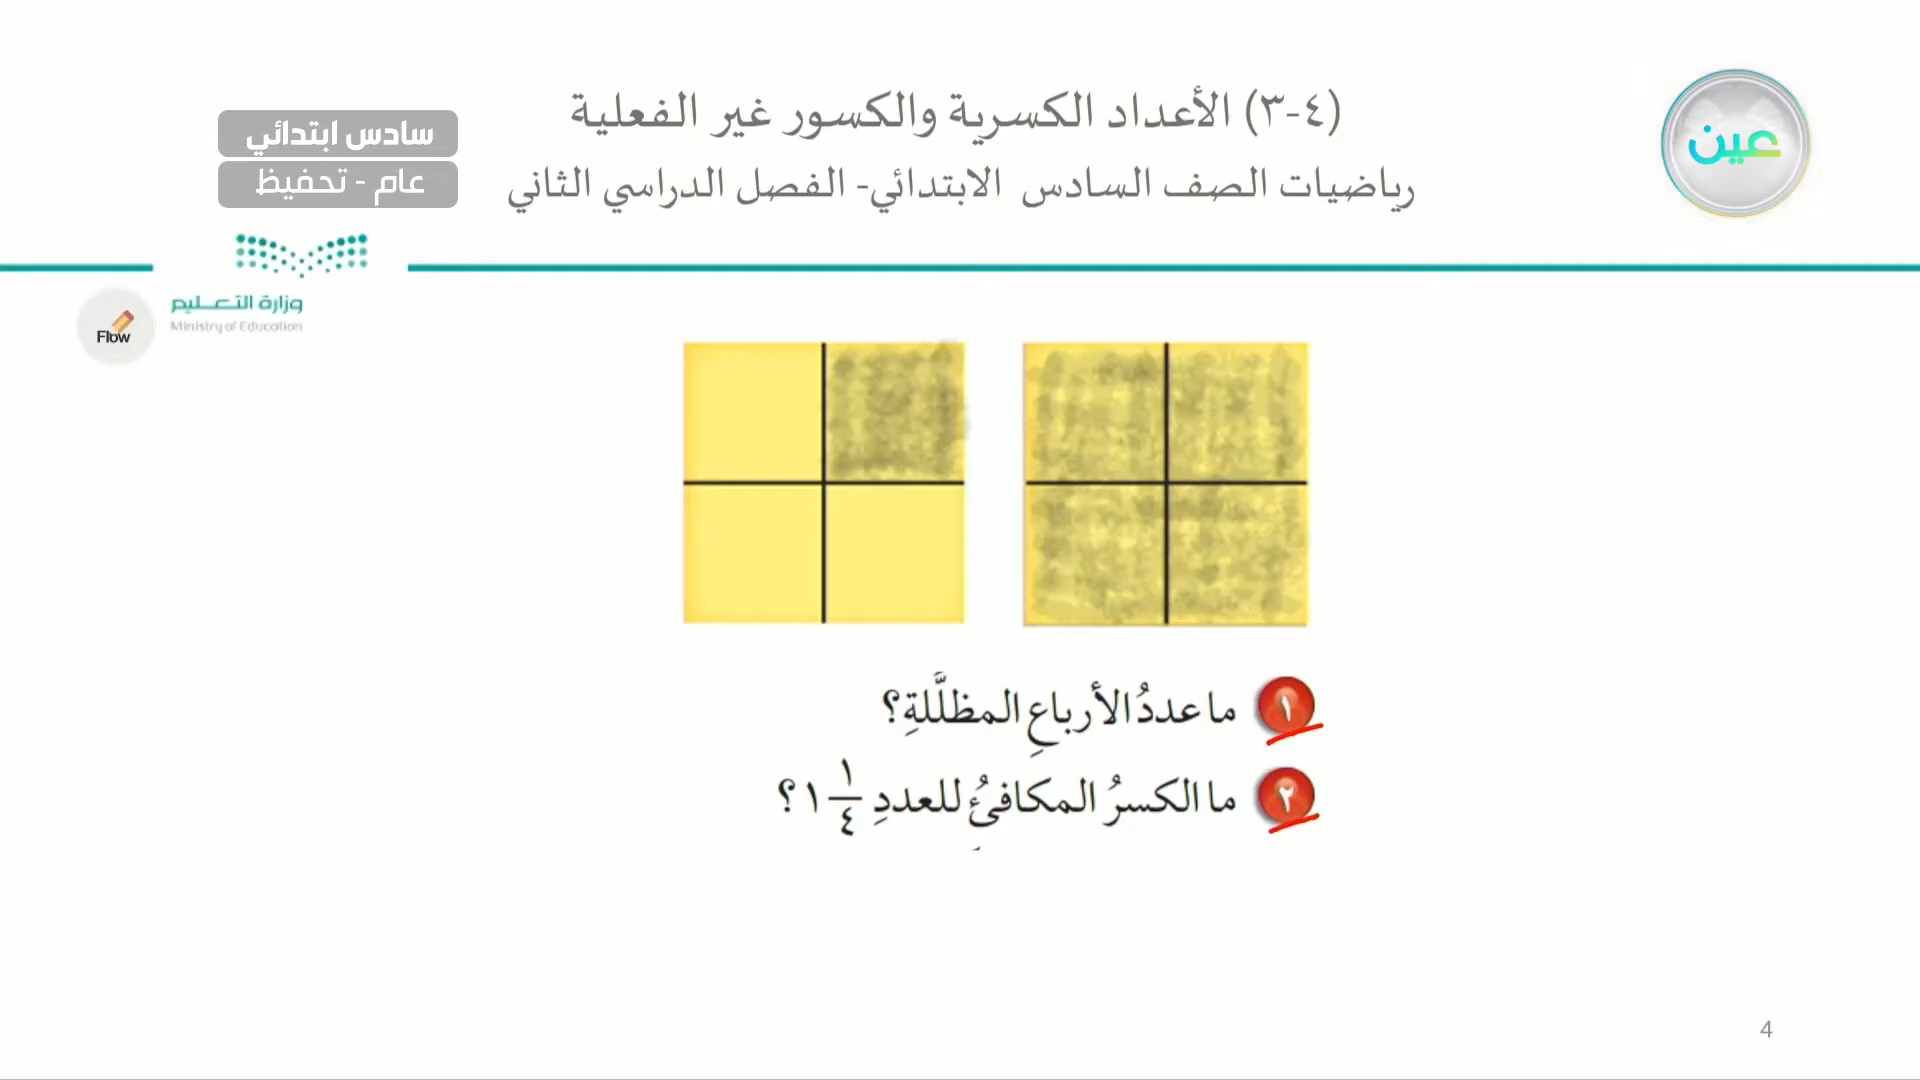 (٤-٣) الأعداد الكسرية والكسور غير الفعلية
رياضيات الصف السادس الابتدائي- الفصل الدراسي الثاني
عين
سادس ابتدائي
عام - تحفيظ
وزارة التعليم
Ministry of Education
Flow
١ ما عددُ الأرباعِ المظلَّلةِ؟
٢ ما الكسرُ المكافئُ للعددِ ١ ١/٤ ؟
4